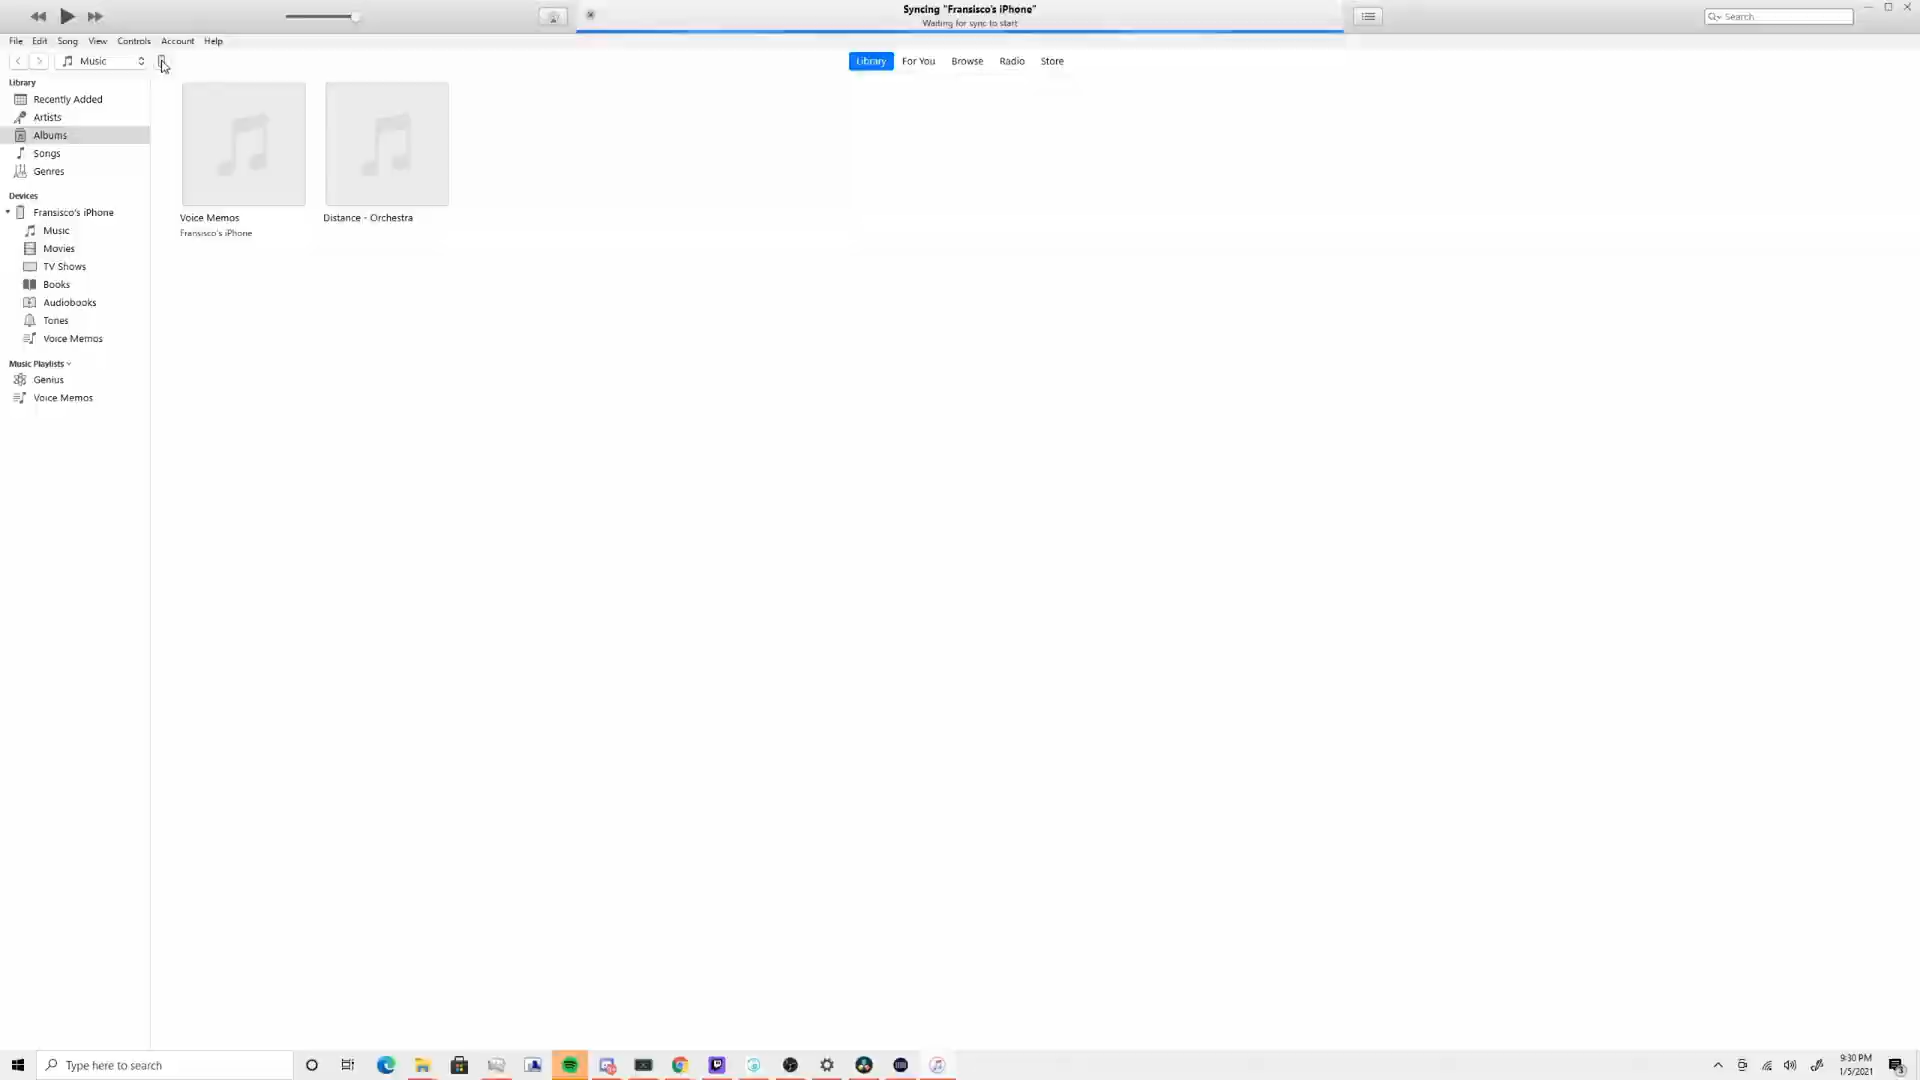 Syncing "Fransisco's iPhone"
Waiting for sync to start
Search
File Edit Song View Controls Account Help
Music
Library For You Browse Radio Store
Library
Recently Added
Artists
Albums
Songs
Genres
Devices
Fransisco's iPhone
Music
Movies
TV Shows
Books
Audiobooks
Tones
Voice Memos
Music Playlists
Genius
Voice Memos
Voice Memos
Fransisco's iPhone
Distance - Orchestra
Type here to search
9:30 PM
1/5/2021
3